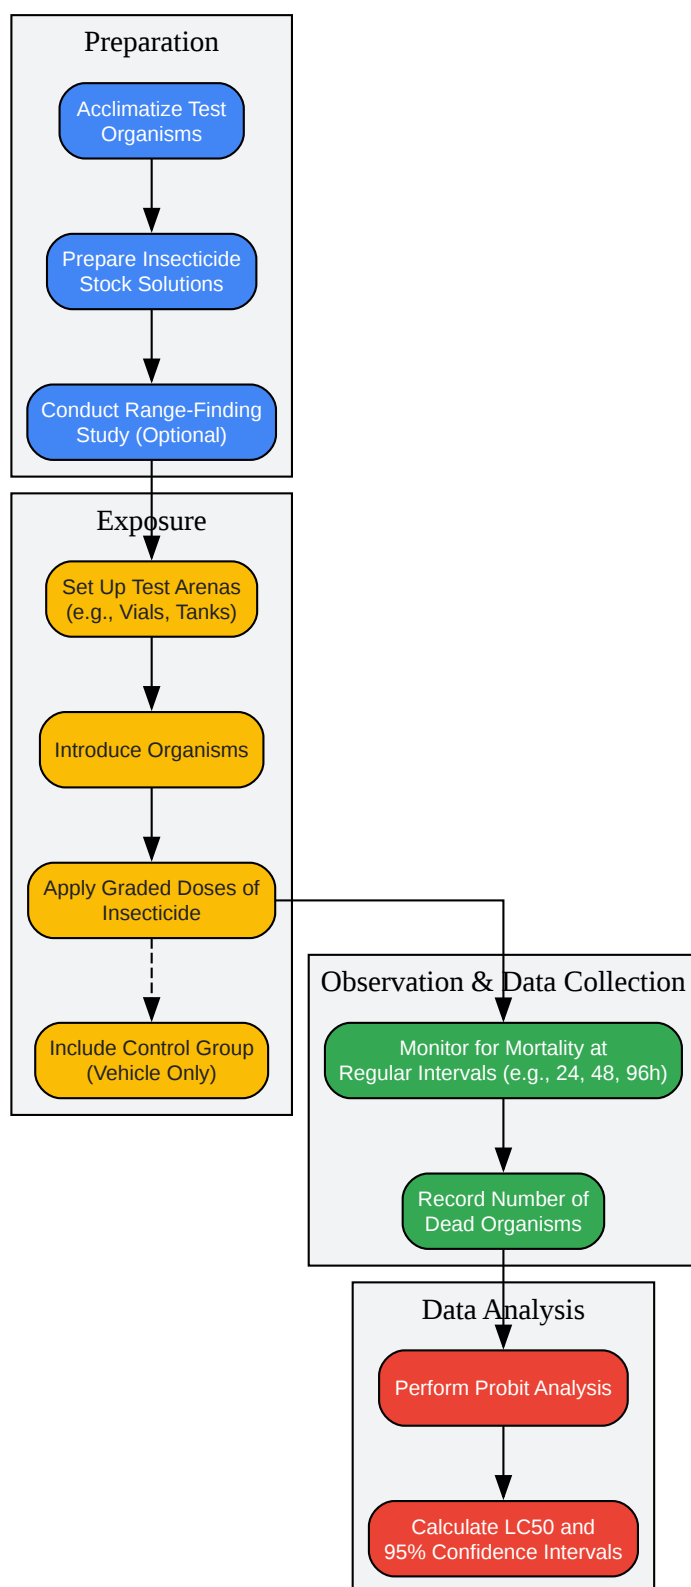 Preparation
Acclimatize Test
Organisms
Prepare Insecticide
Stock Solutions
Conduct Range-Finding
Study (Optional)
Exposure
Set Up Test Arenas
(e.g., Vials, Tanks)
Introduce Organisms
Apply Graded Doses of
Insecticide
Include Control Group
(Vehicle Only)
Observation & Data Collection
Monitor for Mortality at
Regular Intervals (e.g., 24, 48, 96h)
Record Number of
Dead Organisms
Data Analysis
Perform Probit Analysis
Calculate LC50 and
95% Confidence Intervals